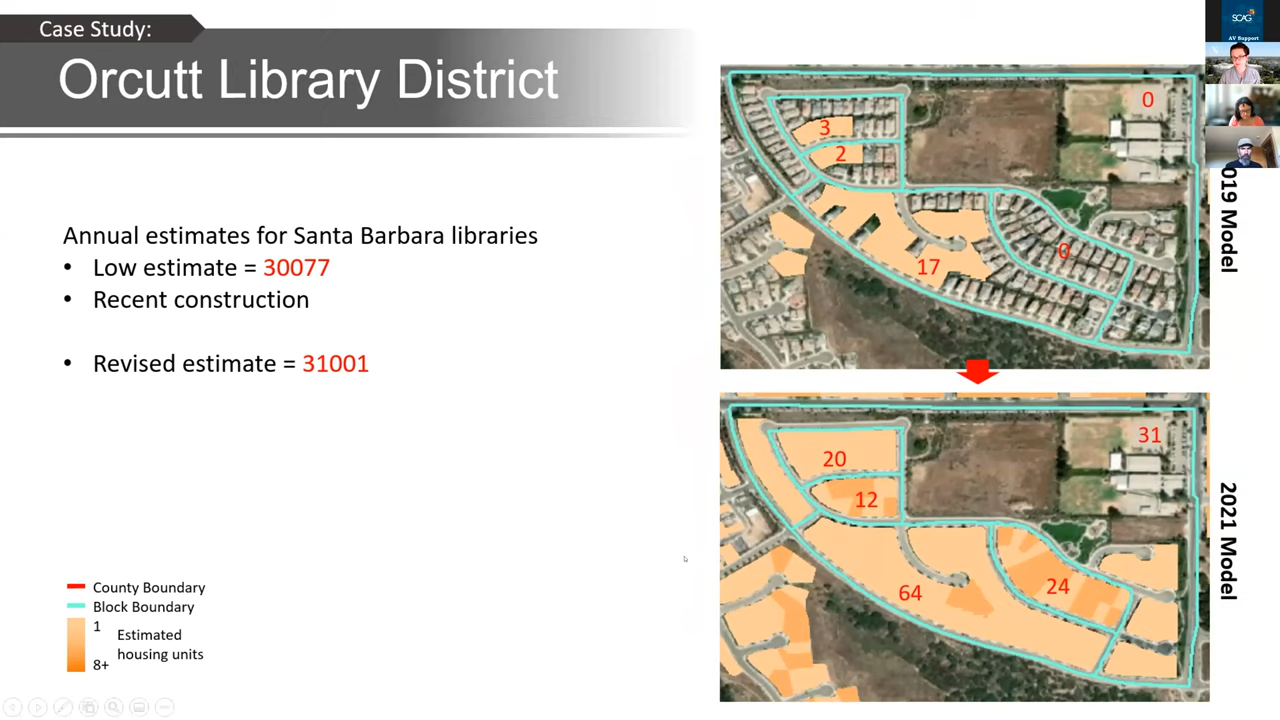 Case Study:
Orcutt Library District
Annual estimates for Santa Barbara libraries
• Low estimate = 30077
• Recent construction
• Revised estimate = 31001
County Boundary
Block Boundary
1
Estimated
housing units
8+
0
3
2
0
17
019 Model
31
20
12
64
24
2021 Model
SCAG
AV Support